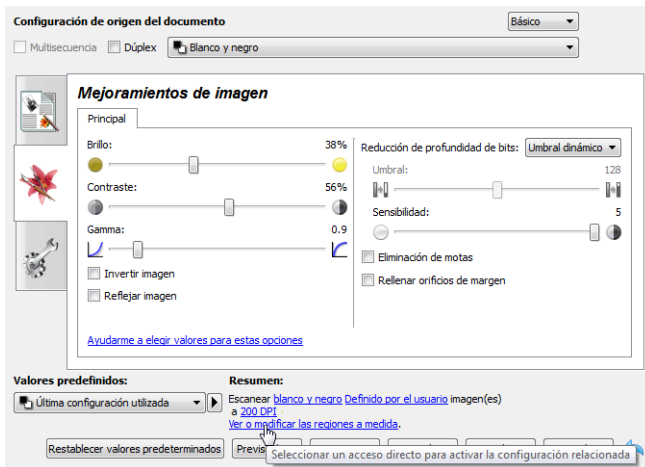 Configuración de origen del documento
Básico
Multisecuencia
Dúplex
Blanco y negro
Mejoramientos de imagen
Principal
Brillo: 38%
Contraste: 56%
Gamma: 0.9
Invertir imagen
Reflejar imagen
Ayudarme a elegir valores para estas opciones
Reducción de profundidad de bits: Umbral dinámico
Umbral: 128
Sensibilidad: 5
Eliminación de motas
Rellenar orificios de margen
Valores predefinidos:
Última configuración utilizada
Resumen:
Escanear blanco y negro Definido por el usuario imagen(es)
a 200 DPI
Ver o modificar las regiones a medida.
Restablecer valores predeterminados
Seleccionar un acceso directo para activar la configuración relacionada